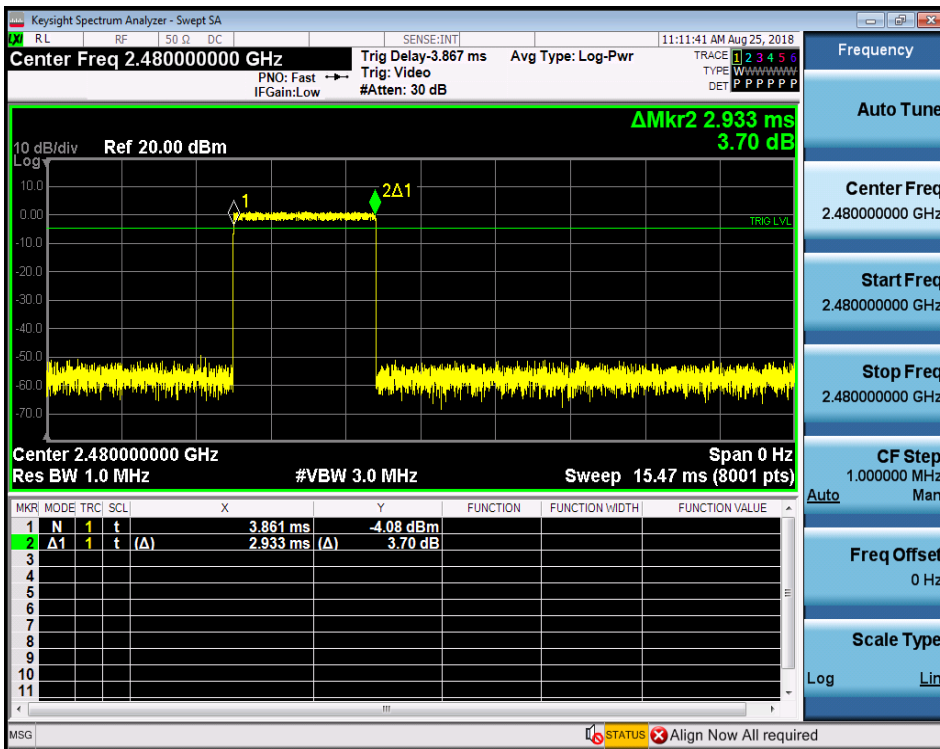 Keysight Spectrum Analyzer - Swept SA
LXI RL RF 50 Ω DC SENSE:INT 11:11:41 AM Aug 25, 2018
Center Freq 2.480000000 GHz
PNO: Fast
IFGain:Low
Trig Delay-3.867 ms
Trig: Video
#Atten: 30 dB
Avg Type: Log-Pwr
TRACE 1 2 3 4 5 6
TYPE WWWWWW
DET P P P P P P
ΔMkr2 2.933 ms
3.70 dB
10 dB/div Ref 20.00 dBm
Log
10.0
0.00
-10.0
-20.0
-30.0
-40.0
-50.0
-60.0
-70.0
1
2Δ1
TRIG LVL
Center 2.480000000 GHz Span 0 Hz
Res BW 1.0 MHz #VBW 3.0 MHz Sweep 15.47 ms (8001 pts)
MKR MODE TRC SCL X Y FUNCTION FUNCTION WIDTH FUNCTION VALUE
1 N 1 t 3.861 ms -4.08 dBm
2 Δ1 1 t (Δ) 2.933 ms (Δ) 3.70 dB
3
4
5
6
7
8
9
10
11
MSG STATUS Align Now All required
Frequency
Auto Tune
Center Freq
2.480000000 GHz
Start Freq
2.480000000 GHz
Stop Freq
2.480000000 GHz
CF Step
1.000000 MHz
Auto Man
Freq Offset
0 Hz
Scale Type
Log Lin